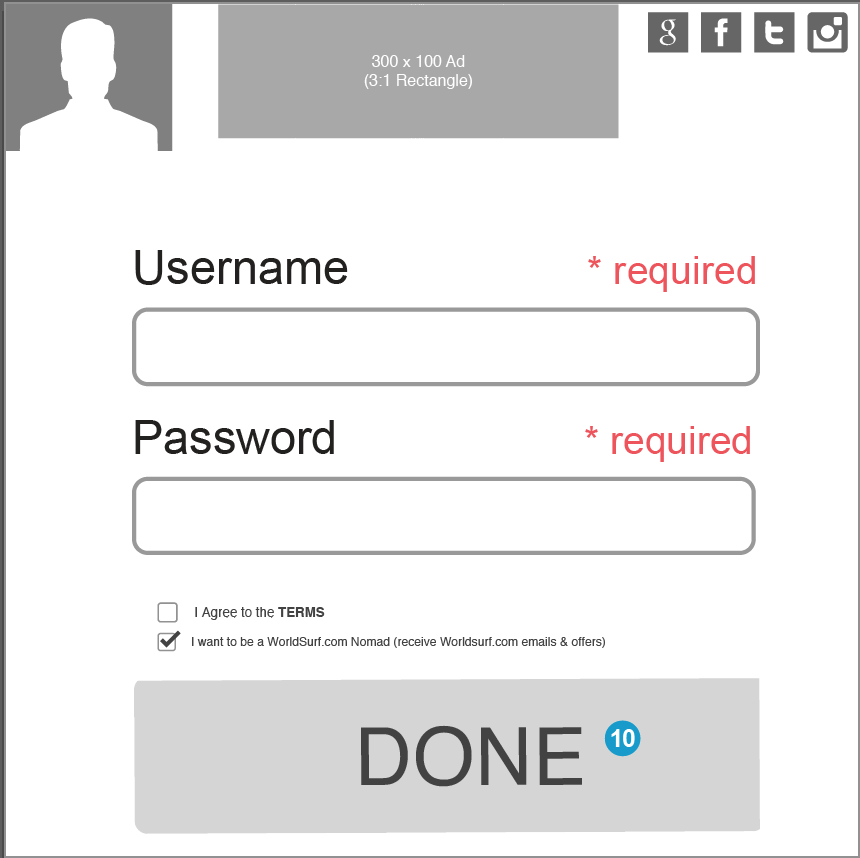 300 x 100 Ad
(3:1 Rectangle)
g f t
Username * required
Password * required
I Agree to the TERMS
I want to be a WorldSurf.com Nomad (receive Worldsurf.com emails & offers)
DONE 10